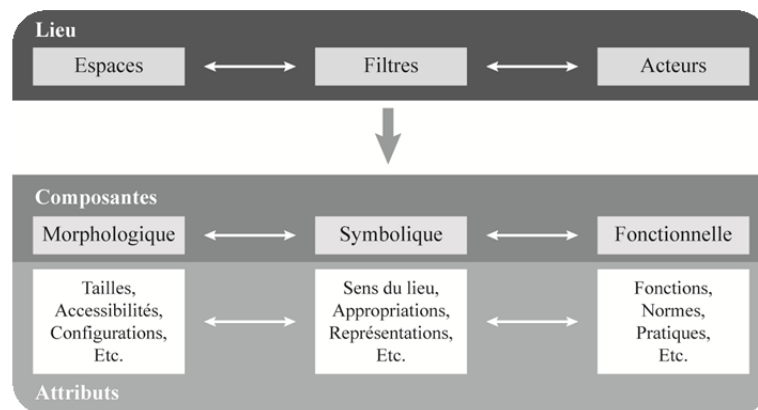 Lieu
Espaces
Filtres
Acteurs
Composantes
Morphologique
Symbolique
Fonctionnelle
Tailles,
Accessibilités,
Configurations,
Etc.
Sens du lieu,
Appropriations,
Représentations,
Etc.
Fonctions,
Normes,
Pratiques,
Etc.
Attributs